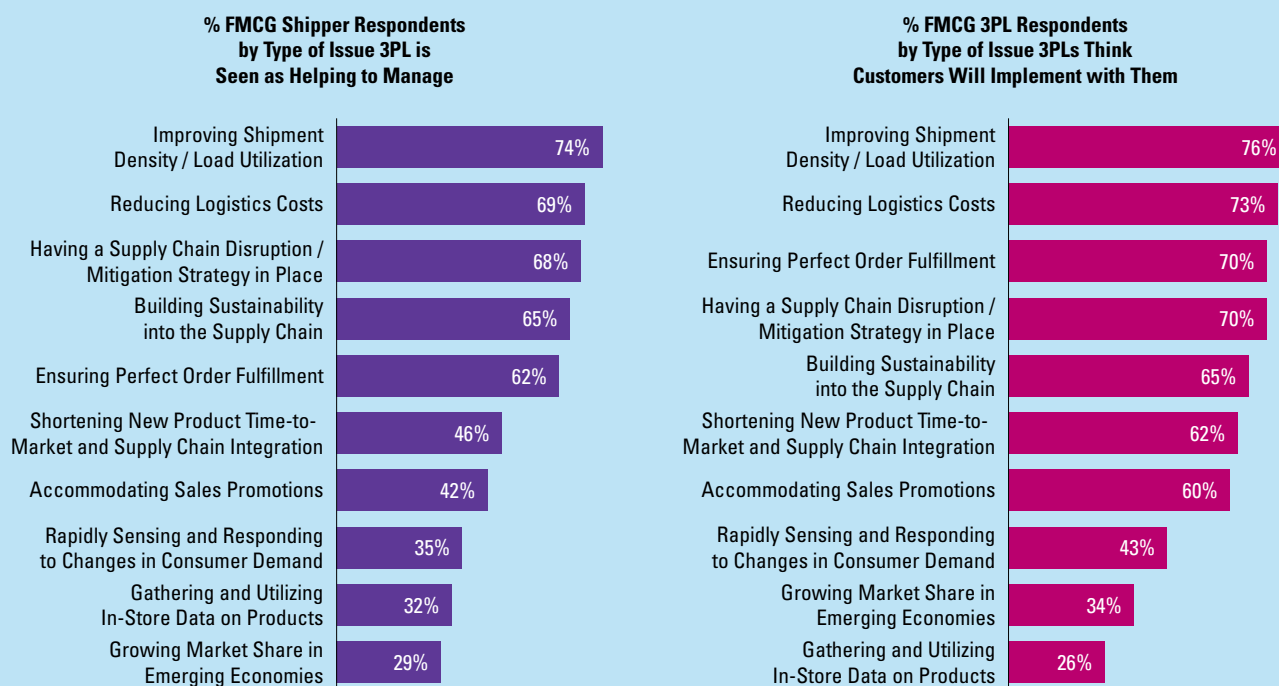 % FMCG Shipper Respondents
by Type of Issue 3PL is
Seen as Helping to Manage
Improving Shipment
Density / Load Utilization
74%
Reducing Logistics Costs
69%
Having a Supply Chain Disruption /
Mitigation Strategy in Place
68%
Building Sustainability
into the Supply Chain
65%
Ensuring Perfect Order Fulfillment
62%
Shortening New Product Time-to-
Market and Supply Chain Integration
46%
Accommodating Sales Promotions
42%
Rapidly Sensing and Responding
to Changes in Consumer Demand
35%
Gathering and Utilizing
In-Store Data on Products
32%
Growing Market Share in
Emerging Economies
29%
% FMCG 3PL Respondents
by Type of Issue 3PLs Think
Customers Will Implement with Them
Improving Shipment
Density / Load Utilization
76%
Reducing Logistics Costs
73%
Ensuring Perfect Order Fulfillment
70%
Having a Supply Chain Disruption /
Mitigation Strategy in Place
70%
Building Sustainability
into the Supply Chain
65%
Shortening New Product Time-to-
Market and Supply Chain Integration
62%
Accommodating Sales Promotions
60%
Rapidly Sensing and Responding
to Changes in Consumer Demand
43%
Growing Market Share in
Emerging Economies
34%
Gathering and Utilizing
In-Store Data on Products
26%